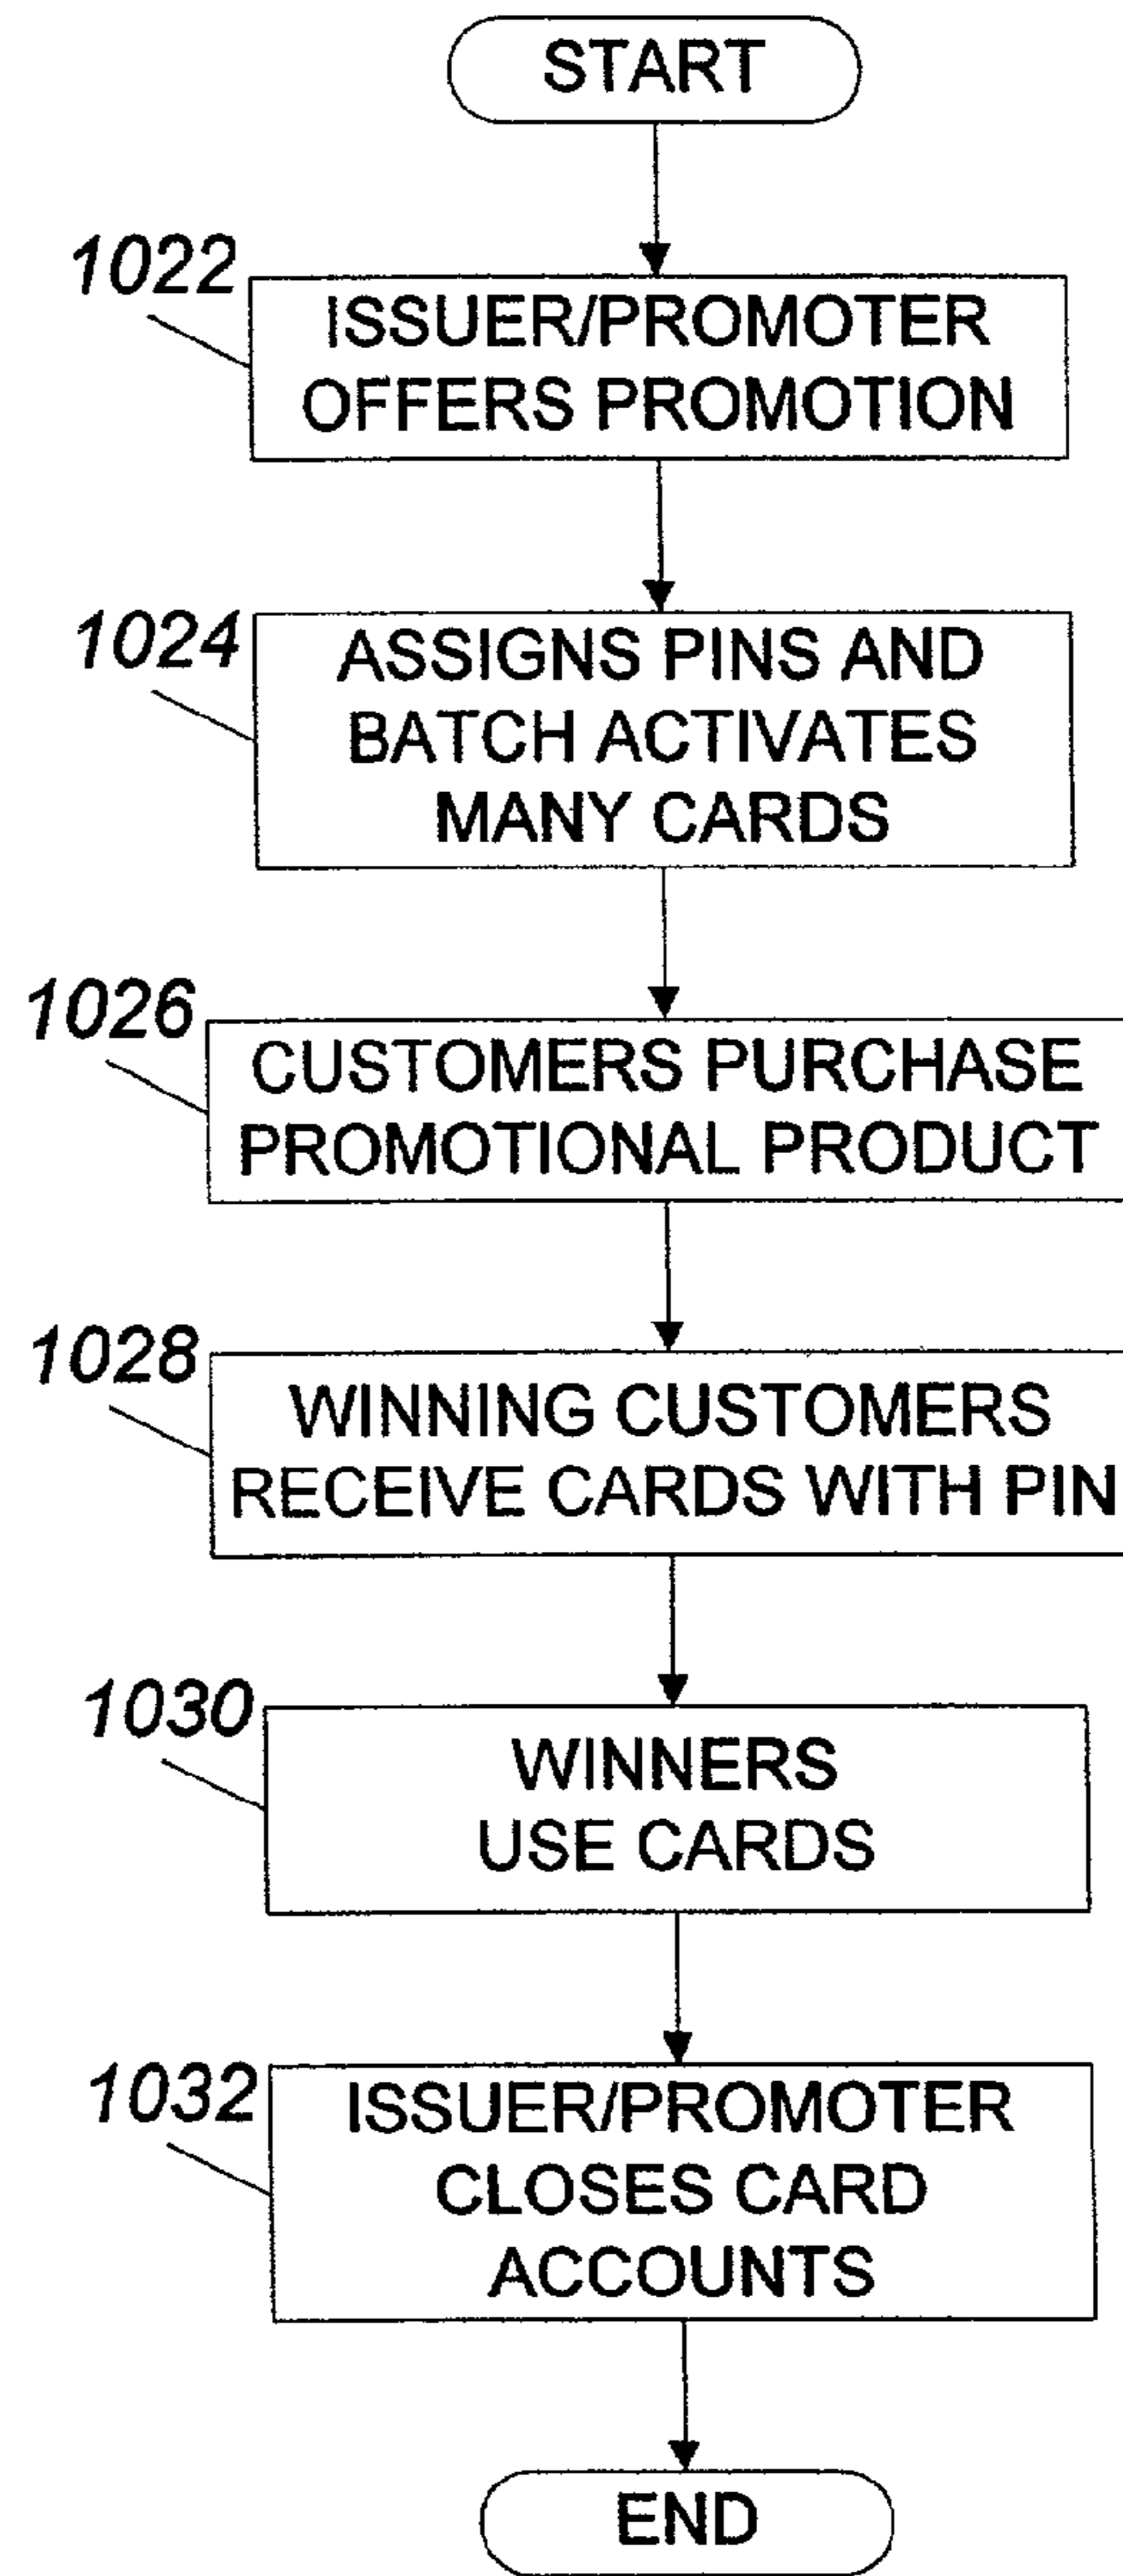 START
1022
ISSUER/PROMOTER
OFFERS PROMOTION
1024
ASSIGNS PINS AND
BATCH ACTIVATES
MANY CARDS
1026
CUSTOMERS PURCHASE
PROMOTIONAL PRODUCT
1028
WINNING CUSTOMERS
RECEIVE CARDS WITH PIN
1030
WINNERS
USE CARDS
1032
ISSUER/PROMOTER
CLOSES CARD
ACCOUNTS
END